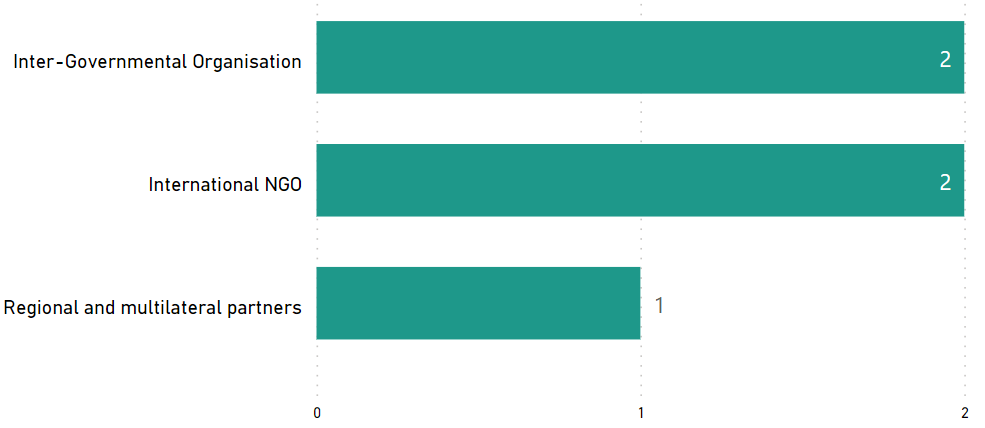 Inter-Governmental Organisation 2
International NGO 2
Regional and multilateral partners 1
0 1 2